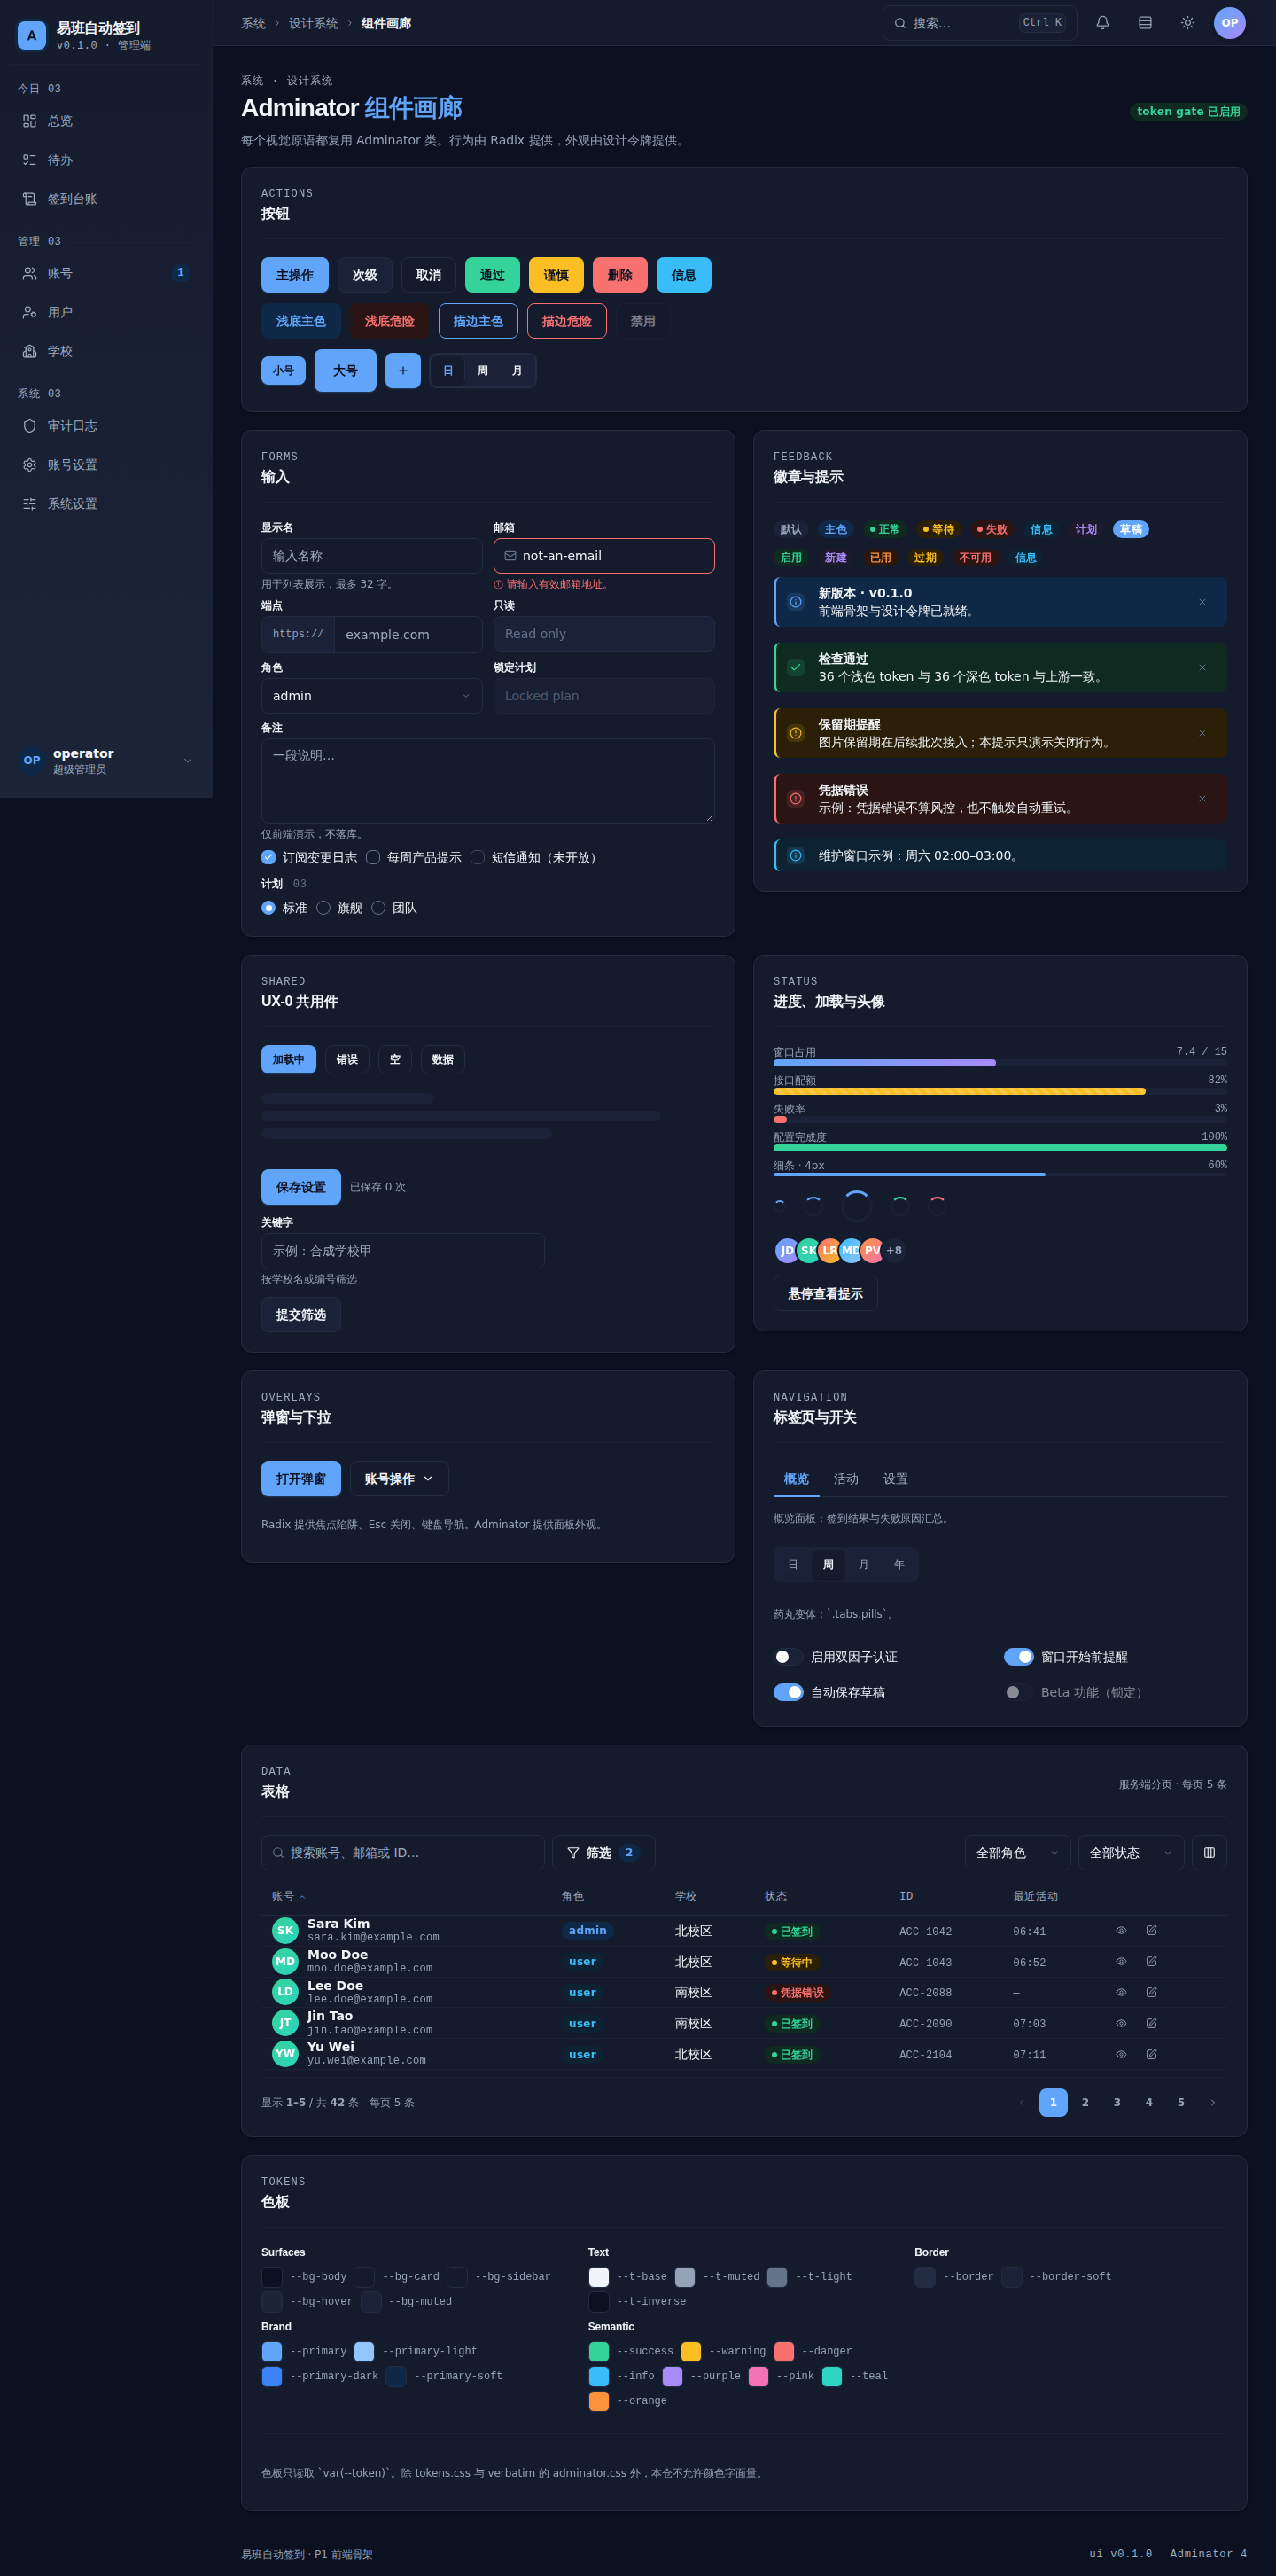 A
易班自动签到
v0.1.0 · 管理端
今日 03
总览
待办
签到台账
管理 03
账号 1
用户
学校
系统 03
审计日志
账号设置
系统设置
OP
operator
超级管理员
系统 › 设计系统 › 组件画廊
搜索… Ctrl K
OP
系统 · 设计系统
Adminator 组件画廊
token gate 已启用
每个视觉原语都复用 Adminator 类。行为由 Radix 提供，外观由设计令牌提供。
ACTIONS
按钮
主操作 次级 取消 通过 谨慎 删除 信息
浅底主色 浅底危险 描边主色 描边危险 禁用
小号 大号 + 日 周 月
FORMS
输入
显示名
输入名称
用于列表展示，最多 32 字。
邮箱
not-an-email
请输入有效邮箱地址。
端点
https:// example.com
只读
Read only
角色
admin
锁定计划
Locked plan
备注
一段说明…
仅前端演示，不落库。
订阅变更日志 每周产品提示 短信通知（未开放）
计划 03
标准 旗舰 团队
FEEDBACK
徽章与提示
默认 主色 正常 等待 失败 信息 计划 草稿
启用 新建 已用 过期 不可用 信息
新版本 · v0.1.0
前端骨架与设计令牌已就绪。
检查通过
36 个浅色 token 与 36 个深色 token 与上游一致。
保留期提醒
图片保留期在后续批次接入；本提示只演示关闭行为。
凭据错误
示例：凭据错误不算风控，也不触发自动重试。
维护窗口示例：周六 02:00–03:00。
SHARED
UX-0 共用件
加载中 错误 空 数据
保存设置 已保存 0 次
关键字
示例：合成学校甲
按学校名或编号筛选
提交筛选
STATUS
进度、加载与头像
窗口占用 7.4 / 15
接口配额 82%
失败率 3%
配置完成度 100%
细条 · 4px 60%
JD SK LR MD PV +8
悬停查看提示
OVERLAYS
弹窗与下拉
打开弹窗 账号操作
Radix 提供焦点陷阱、Esc 关闭、键盘导航。Adminator 提供面板外观。
NAVIGATION
标签页与开关
概览 活动 设置
概览面板：签到结果与失败原因汇总。
日 周 月 年
药丸变体：`.tabs.pills`。
启用双因子认证 窗口开始前提醒
自动保存草稿 Beta 功能（锁定）
DATA
表格
服务端分页 · 每页 5 条
搜索账号、邮箱或 ID… 筛选 2 全部角色 全部状态
账号 角色 学校 状态 ID 最近活动
SK Sara Kim admin 北校区 已签到 ACC-1042 06:41
sara.kim@example.com
MD Moo Doe user 北校区 等待中 ACC-1043 06:52
moo.doe@example.com
LD Lee Doe user 南校区 凭据错误 ACC-2088 —
lee.doe@example.com
JT Jin Tao user 南校区 已签到 ACC-2090 07:03
jin.tao@example.com
YW Yu Wei user 北校区 已签到 ACC-2104 07:11
yu.wei@example.com
显示 1–5 / 共 42 条 每页 5 条 ‹ 1 2 3 4 5 ›
TOKENS
色板
Surfaces
--bg-body --bg-card --bg-sidebar
--bg-hover --bg-muted
Text
--t-base --t-muted --t-light
--t-inverse
Border
--border --border-soft
Brand
--primary --primary-light
--primary-dark --primary-soft
Semantic
--success --warning --danger
--info --purple --pink --teal
--orange
色板只读取 `var(--token)`。除 tokens.css 与 verbatim 的 adminator.css 外，本仓不允许颜色字面量。
易班自动签到 · P1 前端骨架
ui v0.1.0 Adminator 4